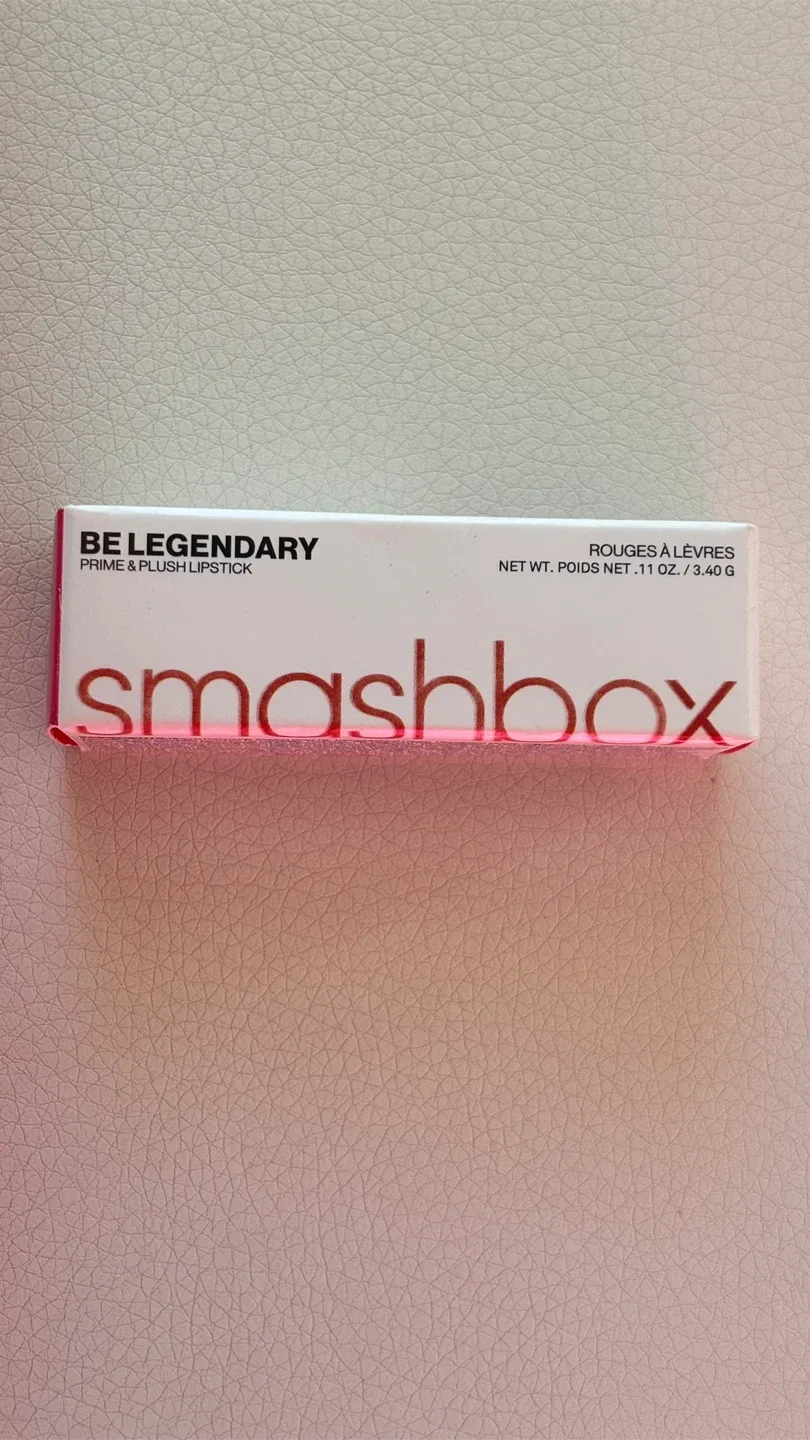 BE LEGENDARY
PRIME & PLUSH LIPSTICK
ROUGES À LÈVRES
NET WT. POIDS NET .11 OZ. / 3.40 G
smashbox